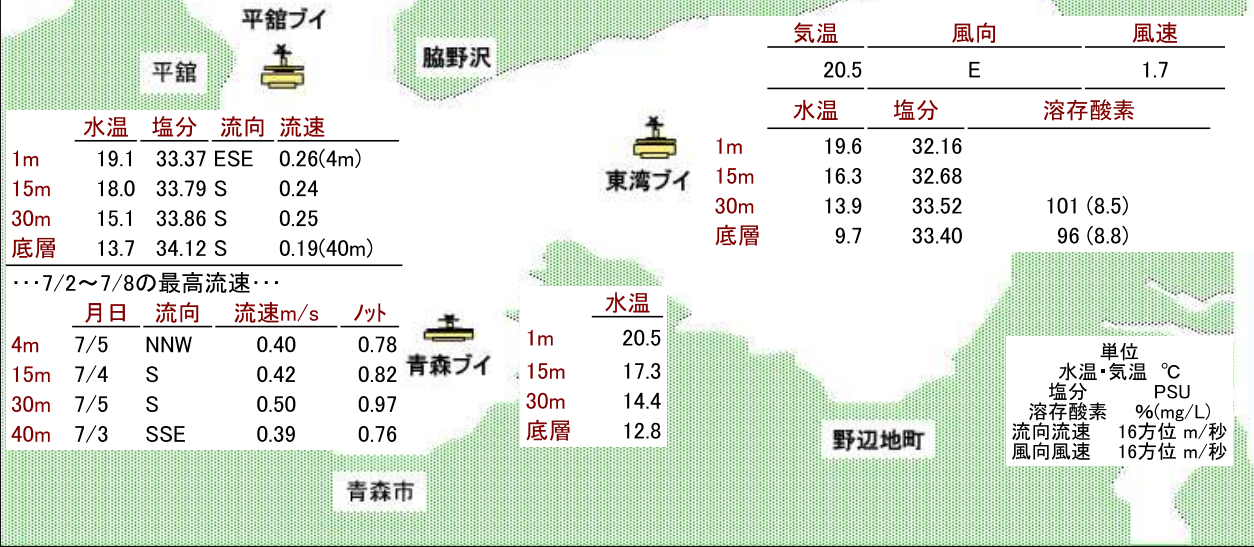 平舘ブイ
平舘
脇野沢
水温 塩分 流向 流速
1m 19.1 33.37 ESE 0.26(4m)
15m 18.0 33.79 S 0.24
30m 15.1 33.86 S 0.25
底層 13.7 34.12 S 0.19(40m)
･･･7/2～7/8の最高流速･･･
月日 流向 流速m/s ﾉｯﾄ
4m 7/5 NNW 0.40 0.78
15m 7/4 S 0.42 0.82
30m 7/5 S 0.50 0.97
40m 7/3 SSE 0.39 0.76
気温 風向 風速
20.5 E 1.7
水温 塩分 溶存酸素
1m 19.6 32.16
15m 16.3 32.68
30m 13.9 33.52 101 (8.5)
底層 9.7 33.40 96 (8.8)
東湾ブイ
青森ブイ
水温
1m 20.5
15m 17.3
30m 14.4
底層 12.8
青森市
野辺地町
単位
水温･気温 ℃
塩分 PSU
溶存酸素 %(mg/L)
流向流速 16方位 m/秒
風向風速 16方位 m/秒